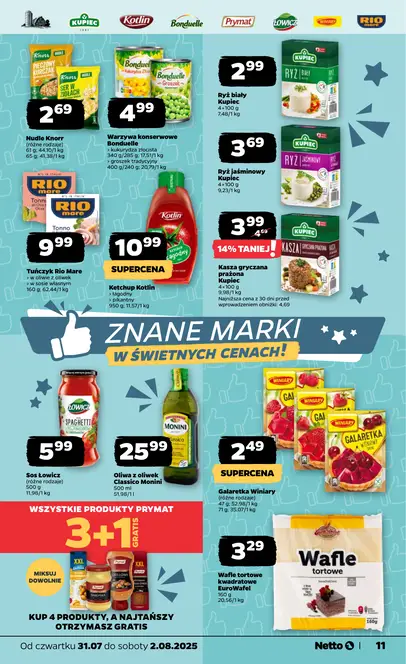 KUPIEC
Kotlin
Bonduelle
Prymat
ŁOWICZ
WINIARY
RIO mare
2.69
Nudle Knorr
(różne rodzaje)
61 g; 44,10/1 kg
65 g; 41,38/1 kg
4.99
Warzywa konserwowe
Bonduelle
› kukurydza złocista
340 g/285 g; 17,51/1 kg
› groszek tradycyjny
400 g/240 g; 20,79/1 kg
2.99
Ryż biały
Kupiec
4×100 g
7,48/1 kg
3.69
Ryż jaśminowy
Kupiec
4×100 g
9,23/1 kg
3.99
4,69
14% TANIEJ
Kasza gryczana
prażona
Kupiec
4×100 g
9,98/1 kg
Najniższa cena z 30 dni przed
wprowadzeniem obniżki: 4,69
9.99
Tuńczyk Rio Mare
› w oliwie z oliwek
› w sosie własnym
160 g; 62,44/1 kg
10.99
SUPERCENA
Ketchup Kotlin
› łagodny
› pikantny
950 g; 11,57/1 kg
ZNANE MARKI
W ŚWIETNYCH CENACH!
5.99
Sos Łowicz
(różne rodzaje)
500 g
11,98/1 kg
25.99
Oliwa z oliwek
Classico Monini
500 ml
51,98/1 l
2.49
SUPERCENA
Galaretka Winiary
(różne rodzaje)
47 g; 52,98/1 kg
71 g; 35,07/1 kg
WSZYSTKIE PRODUKTY PRYMAT
3+1
GRATIS
MIKSUJ
DOWOLNIE
KUP 4 PRODUKTY, A NAJTAŃSZY
OTRZYMASZ GRATIS
3.29
Wafle tortowe
kwadratowe
EuroWafel
160 g
20,56/1 kg
Wafle
tortowe
160g
Od czwartku 31.07 do soboty 2.08.2025
Netto
11